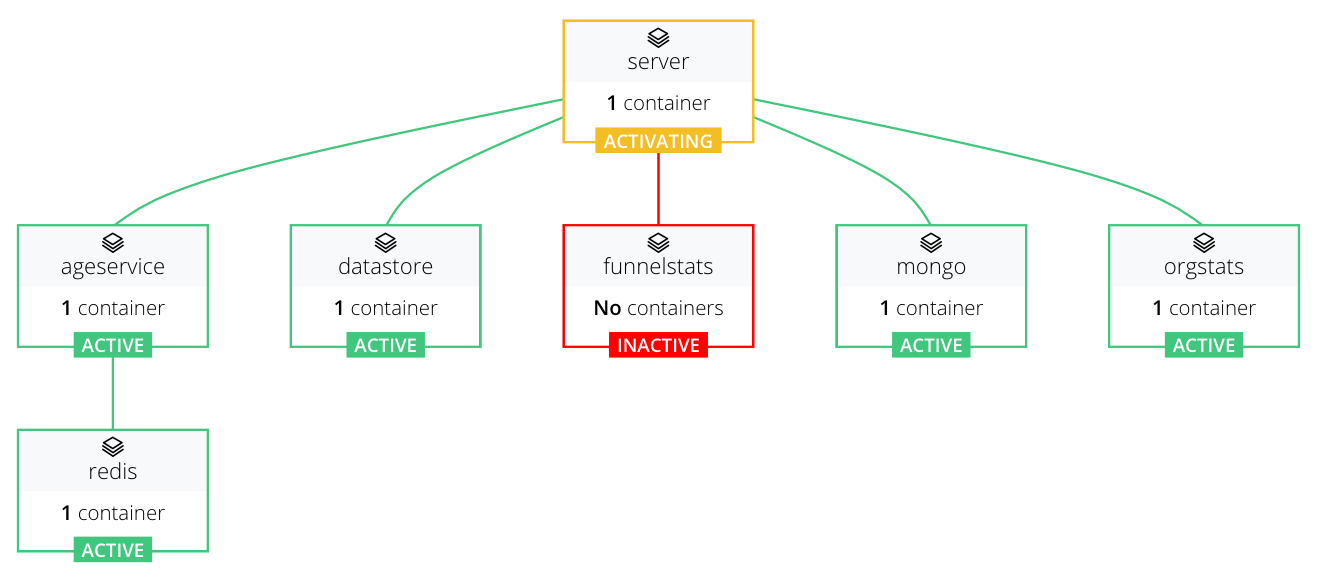 server
1 container
ACTIVATING
ageservice
1 container
ACTIVE
datastore
1 container
ACTIVE
funnelstats
No containers
INACTIVE
mongo
1 container
ACTIVE
orgstats
1 container
ACTIVE
redis
1 container
ACTIVE